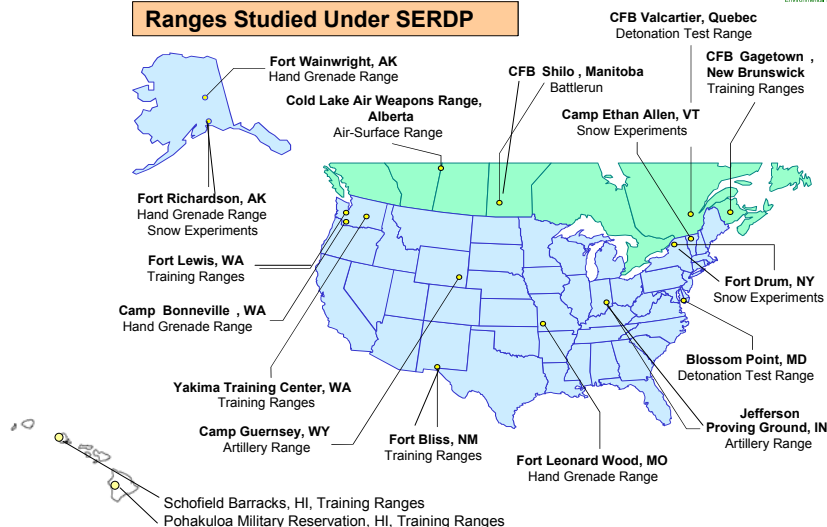 Environmental
Ranges Studied Under SERDP
CFB Valcartier, Quebec
Detonation Test Range
Fort Wainwright, AK
Hand Grenade Range
CFB Shilo , Manitoba
Battlerun
CFB Gagetown ,
New Brunswick
Training Ranges
Cold Lake Air Weapons Range,
Alberta
Air-Surface Range
Camp Ethan Allen, VT
Snow Experiments
Fort Richardson, AK
Hand Grenade Range
Snow Experiments
Fort Lewis, WA
Training Ranges
Fort Drum, NY
Snow Experiments
Camp Bonneville , WA
Hand Grenade Range
Blossom Point, MD
Detonation Test Range
Yakima Training Center, WA
Training Ranges
Camp Guernsey, WY
Artillery Range
Fort Bliss, NM
Training Ranges
Jefferson
Proving Ground, IN
Artillery Range
Fort Leonard Wood, MO
Hand Grenade Range
Schofield Barracks, HI, Training Ranges
Pohakuloa Military Reservation, HI, Training Ranges